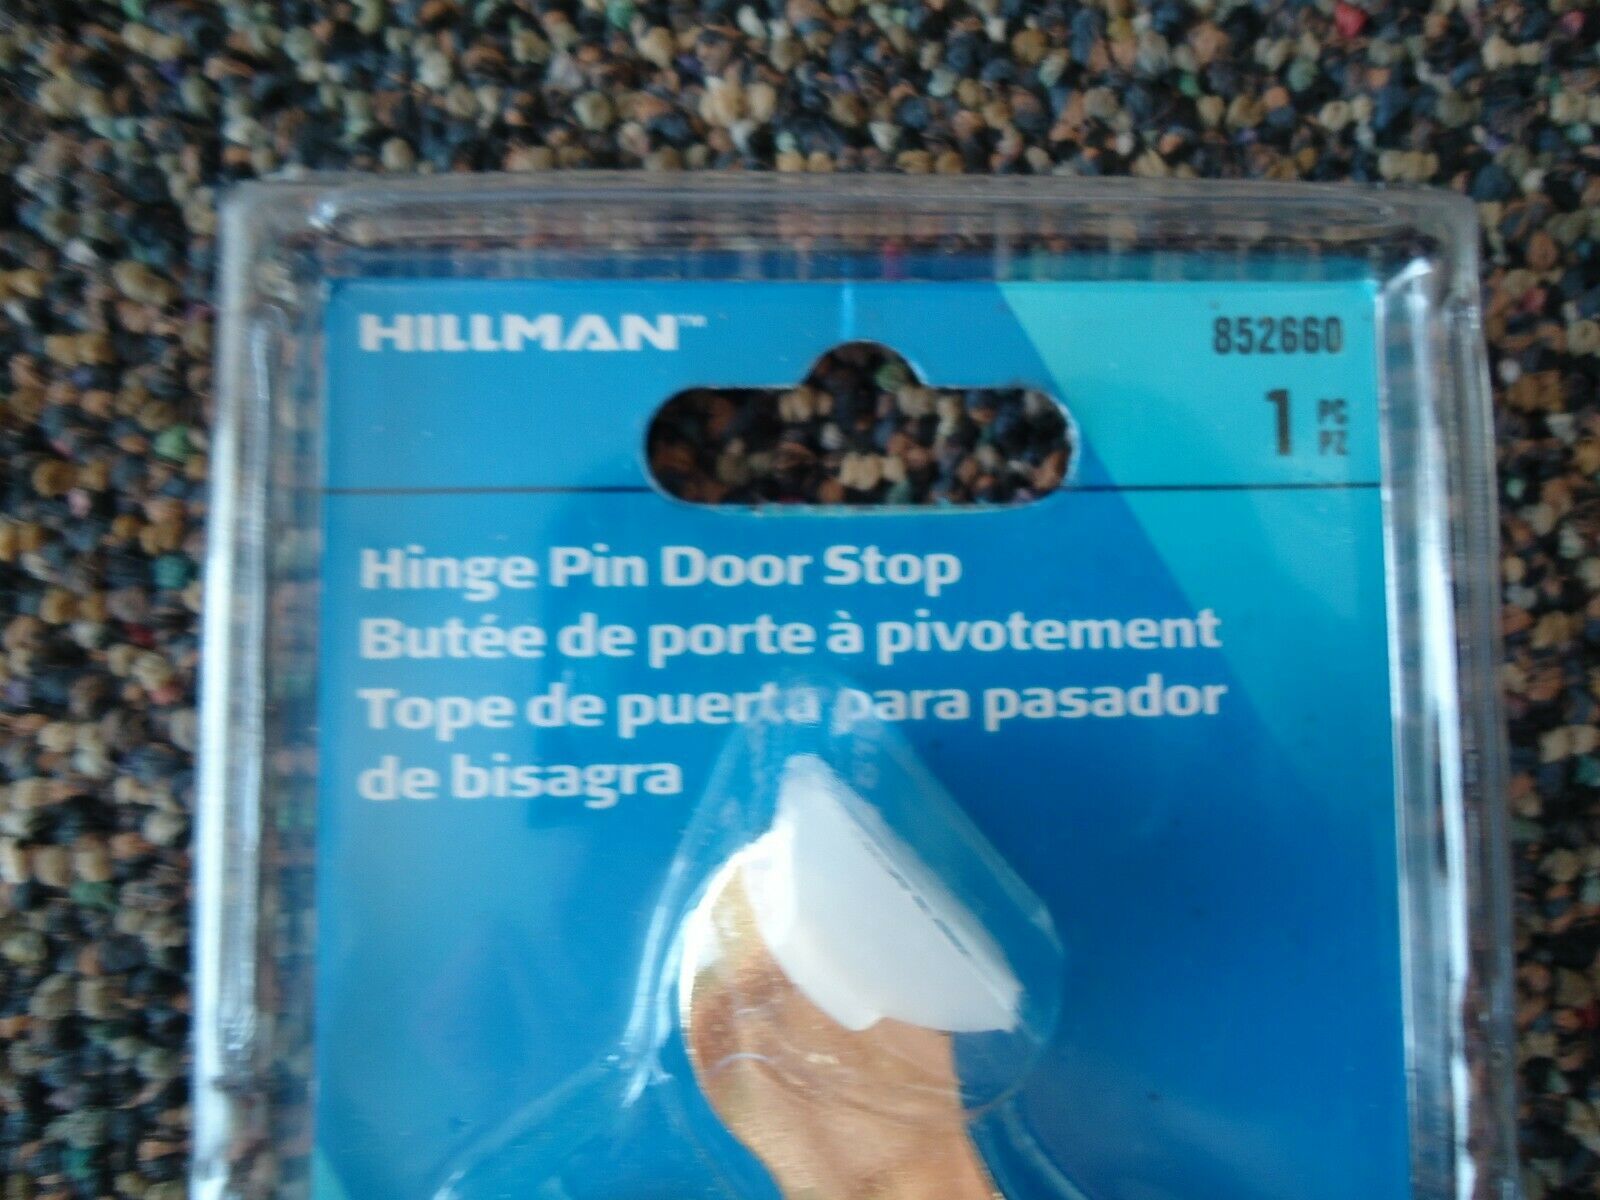 HILLMAN™
852660
1 PC
PZ
Hinge Pin Door Stop
Butée de porte à pivotement
Tope de puerta para pasador
de bisagra